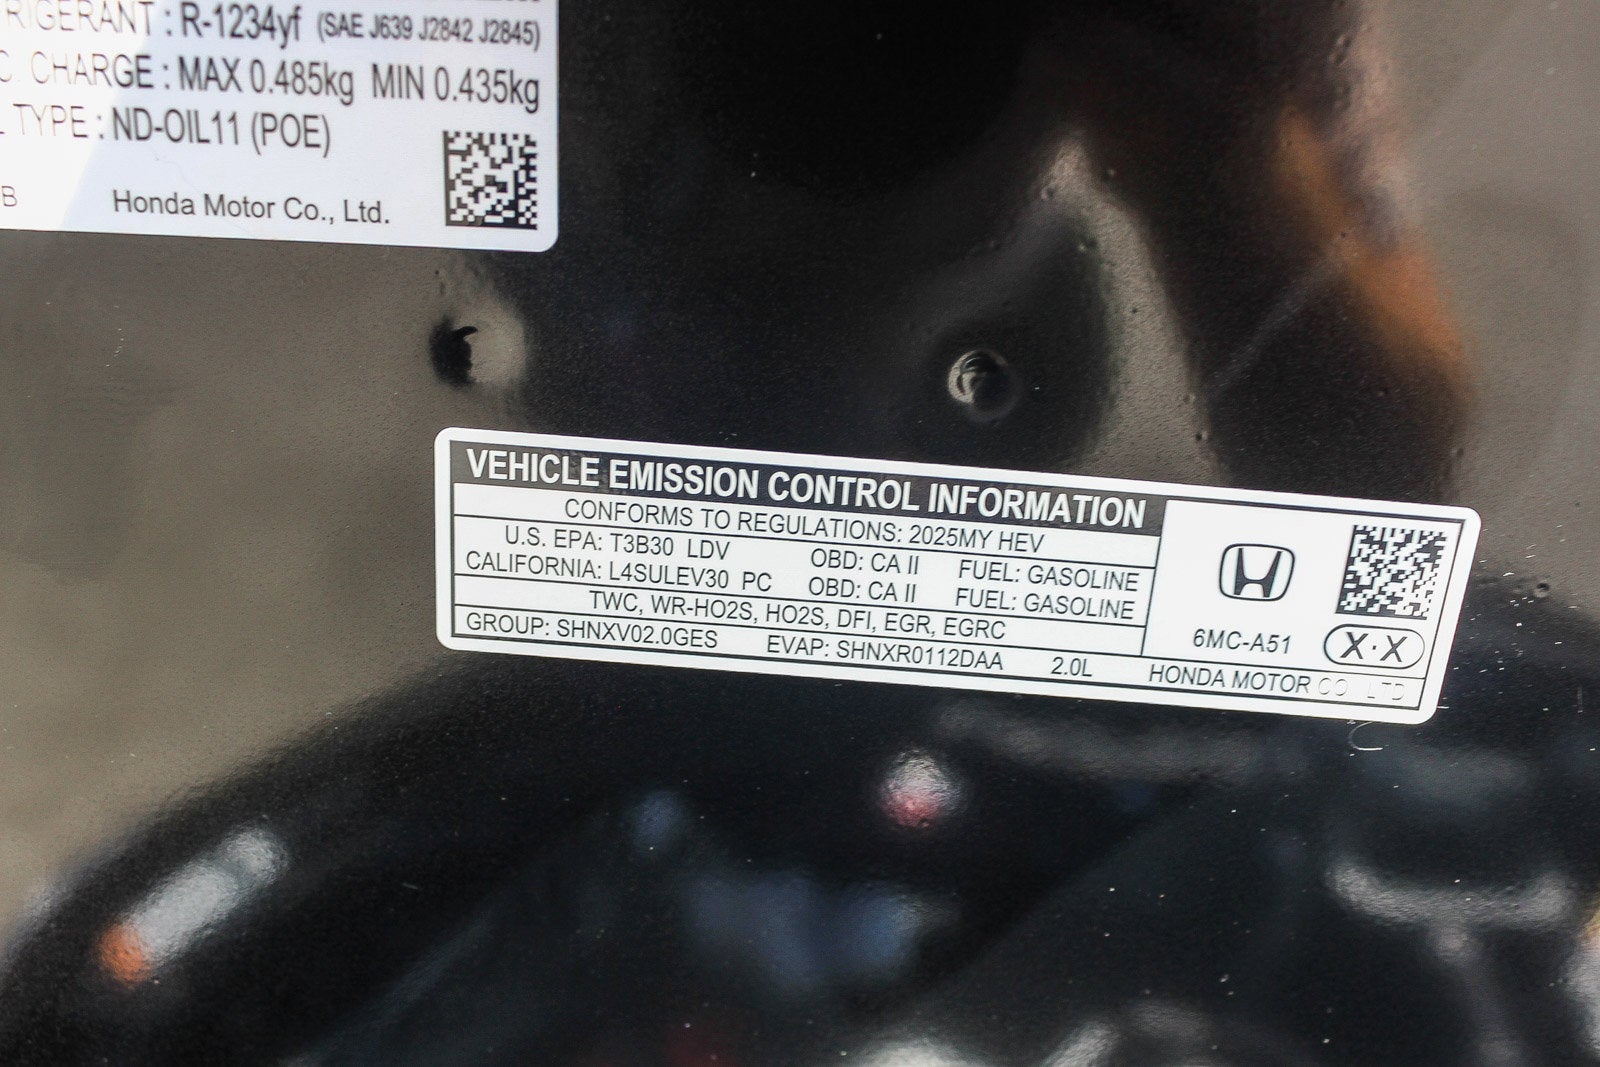 RIGERANT : R-1234yf (SAE J639 J2842 J2845)
C. CHARGE : MAX 0.485kg MIN 0.435kg
TYPE : ND-OIL11 (POE)
B Honda Motor Co., Ltd.
VEHICLE EMISSION CONTROL INFORMATION
CONFORMS TO REGULATIONS: 2025MY HEV
U.S. EPA: T3B30 LDV OBD: CA II FUEL: GASOLINE
CALIFORNIA: L4SULEV30 PC OBD: CA II FUEL: GASOLINE
TWC, WR-HO2S, HO2S, DFI, EGR, EGRC
GROUP: SHNXV02.0GES EVAP: SHNXR0112DAA 2.0L HONDA MOTOR CO LTD
6MC-A51 X·X